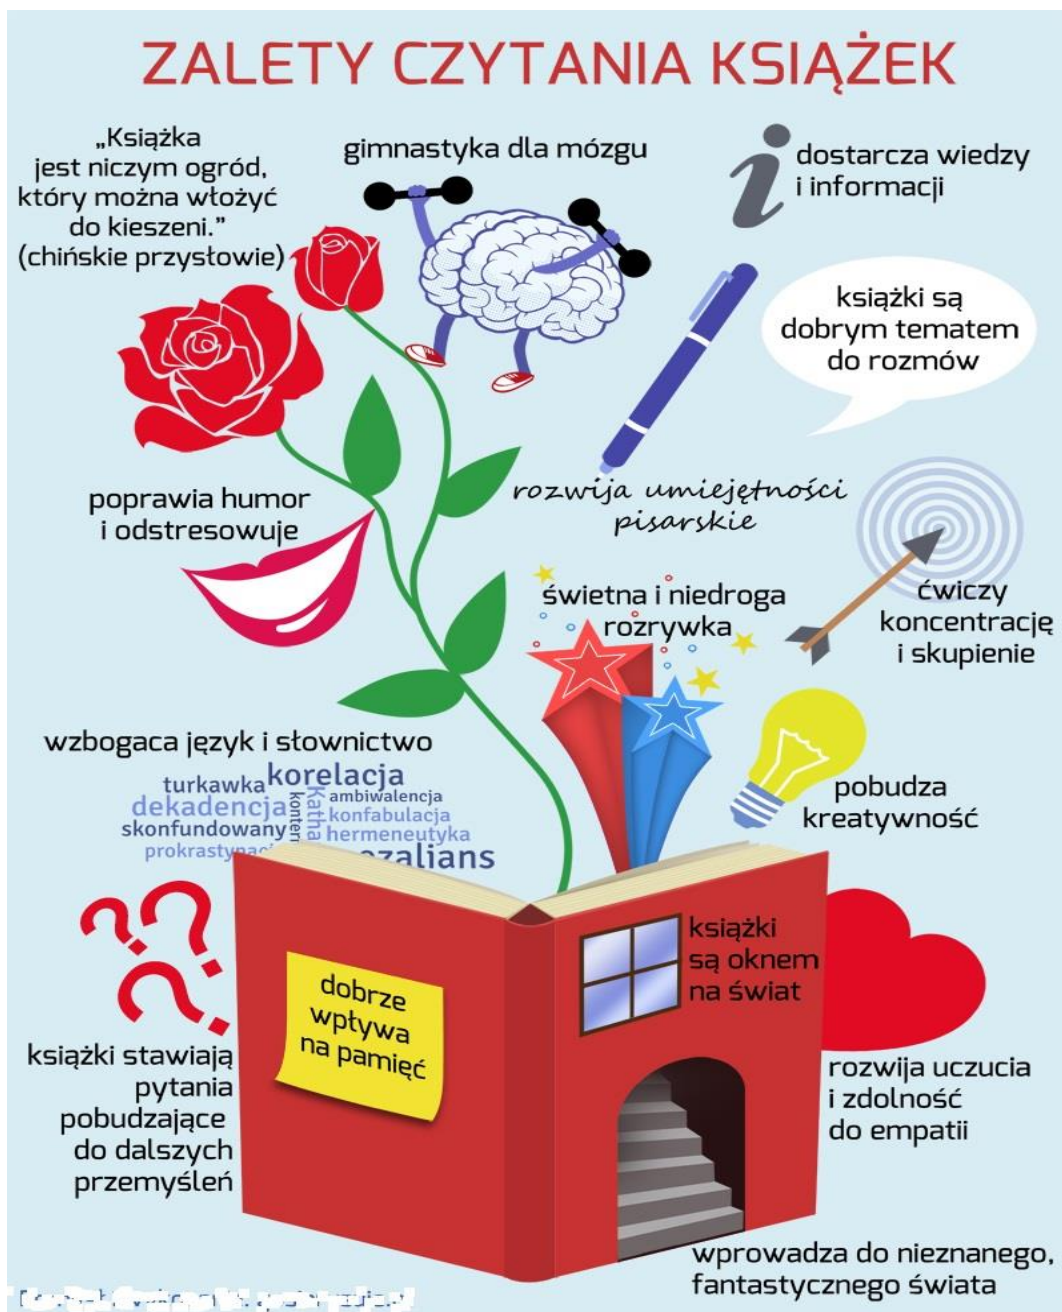 ZALETY CZYTANIA KSIĄŻEK
„Książka
jest niczym ogród,
który można włożyć
do kieszeni.”
(chińskie przysłowie)
gimnastyka dla mózgu
dostarcza wiedzy
i informacji
książki są
dobrym tematem
do rozmów
rozwija umiejętności
pisarskie
poprawia humor
i odstresowuje
świetna i niedroga
rozrywka
ćwiczy
koncentrację
i skupienie
wzbogaca język i słownictwo
turkawka
korelacja
dekadencja
ambiwalencja
konfabulacja
skonfundowany
hermeneutyka
pobudza
kreatywność
książki
są oknem
na świat
dobrze
wpływa
na pamięć
książki stawiają
pytania
pobudzające
do dalszych
przemyśleń
rozwija uczucia
i zdolność
do empatii
wprowadza do nieznanego,
fantastycznego świata